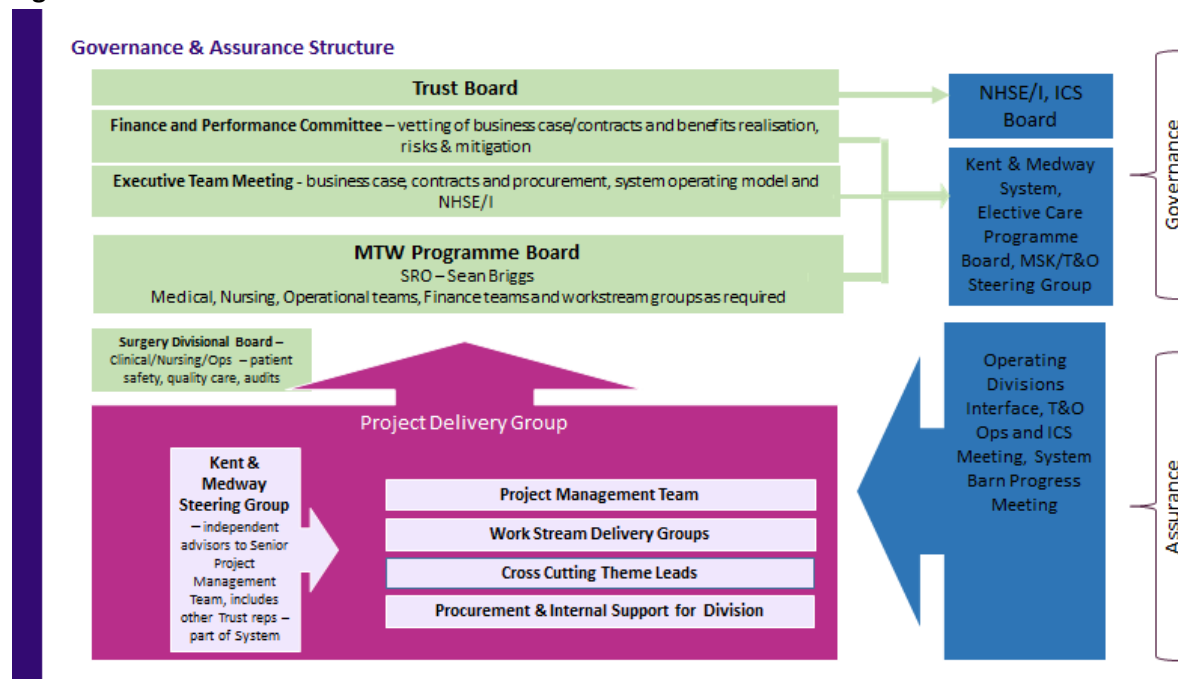 Governance & Assurance Structure
Trust Board
Finance and Performance Committee – vetting of business case/contracts and benefits realisation,
risks & mitigation
Executive Team Meeting - business case, contracts and procurement, system operating model and
NHSE/I
MTW Programme Board
SRO – Sean Briggs
Medical, Nursing, Operational teams, Finance teams and workstream groups as required
Surgery Divisional Board –
Clinical/Nursing/Ops – patient
safety, quality care, audits
NHSE/I, ICS
Board
Kent & Medway
System,
Elective Care
Programme
Board, MSK/T&O
Steering Group
Governance
Project Delivery Group
Kent &
Medway
Steering Group
– independent
advisors to Senior
Project
Management
Team, includes
other Trust reps –
part of System
Project Management Team
Work Stream Delivery Groups
Cross Cutting Theme Leads
Procurement & Internal Support for Division
Operating
Divisions
Interface, T&O
Ops and ICS
Meeting, System
Barn Progress
Meeting
Assurance